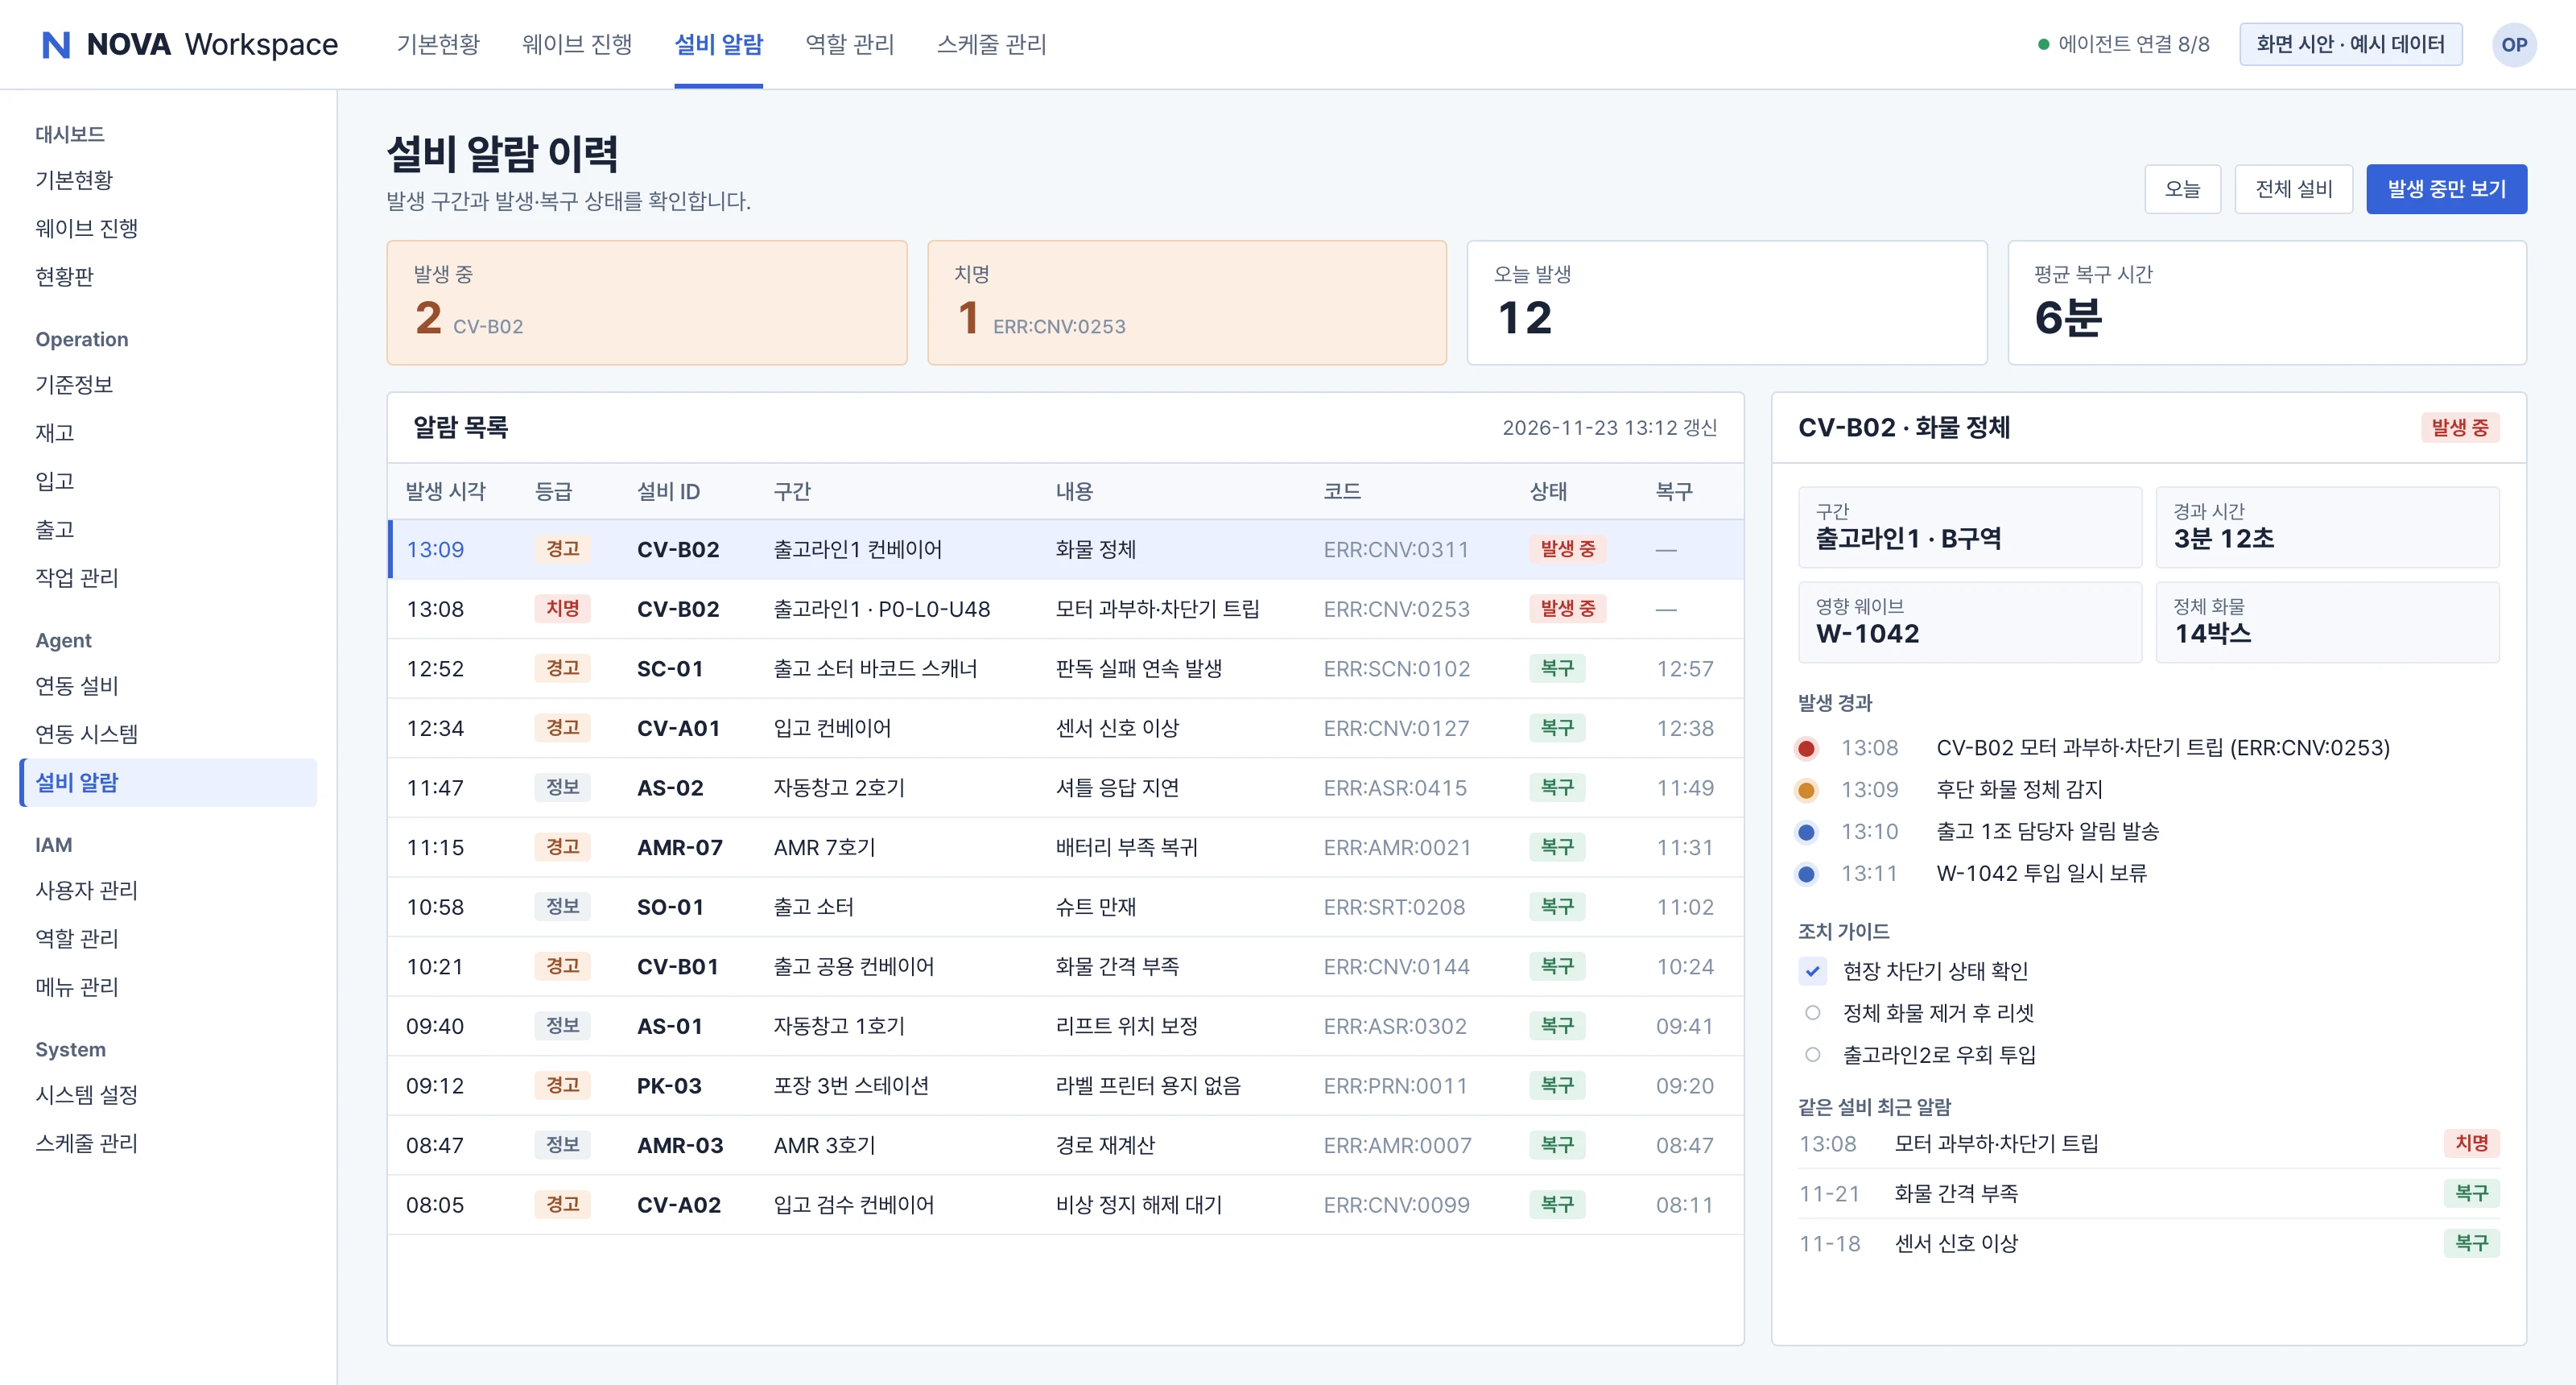 NOVA Workspace 기본현황 웨이브 진행 설비 알람 역할 관리 스케줄 관리 에이전트 연결 8/8 화면 시안 · 예시 데이터 OP
대시보드
기본현황
웨이브 진행
현황판
Operation
기준정보
재고
입고
출고
작업 관리
Agent
연동 설비
연동 시스템
설비 알람
IAM
사용자 관리
역할 관리
메뉴 관리
System
시스템 설정
스케줄 관리
설비 알람 이력
발생 구간과 발생·복구 상태를 확인합니다.
오늘 전체 설비 발생 중만 보기
발생 중
2 CV-B02
치명
1 ERR:CNV:0253
오늘 발생
12
평균 복구 시간
6분
알람 목록 2026-11-23 13:12 갱신
발생 시각 등급 설비 ID 구간 내용 코드 상태 복구
13:09 경고 CV-B02 출고라인1 컨베이어 화물 정체 ERR:CNV:0311 발생 중 —
13:08 치명 CV-B02 출고라인1 · P0-L0-U48 모터 과부하·차단기 트립 ERR:CNV:0253 발생 중 —
12:52 경고 SC-01 출고 소터 바코드 스캐너 판독 실패 연속 발생 ERR:SCN:0102 복구 12:57
12:34 경고 CV-A01 입고 컨베이어 센서 신호 이상 ERR:CNV:0127 복구 12:38
11:47 정보 AS-02 자동창고 2호기 셔틀 응답 지연 ERR:ASR:0415 복구 11:49
11:15 경고 AMR-07 AMR 7호기 배터리 부족 복귀 ERR:AMR:0021 복구 11:31
10:58 정보 SO-01 출고 소터 슈트 만재 ERR:SRT:0208 복구 11:02
10:21 경고 CV-B01 출고 공용 컨베이어 화물 간격 부족 ERR:CNV:0144 복구 10:24
09:40 정보 AS-01 자동창고 1호기 리프트 위치 보정 ERR:ASR:0302 복구 09:41
09:12 경고 PK-03 포장 3번 스테이션 라벨 프린터 용지 없음 ERR:PRN:0011 복구 09:20
08:47 정보 AMR-03 AMR 3호기 경로 재계산 ERR:AMR:0007 복구 08:47
08:05 경고 CV-A02 입고 검수 컨베이어 비상 정지 해제 대기 ERR:CNV:0099 복구 08:11
CV-B02 · 화물 정체 발생 중
구간
출고라인1 · B구역
경과 시간
3분 12초
영향 웨이브
W-1042
정체 화물
14박스
발생 경과
13:08 CV-B02 모터 과부하·차단기 트립 (ERR:CNV:0253)
13:09 후단 화물 정체 감지
13:10 출고 1조 담당자 알림 발송
13:11 W-1042 투입 일시 보류
조치 가이드
현장 차단기 상태 확인
정체 화물 제거 후 리셋
출고라인2로 우회 투입
같은 설비 최근 알람
13:08 모터 과부하·차단기 트립 치명
11-21 화물 간격 부족 복구
11-18 센서 신호 이상 복구